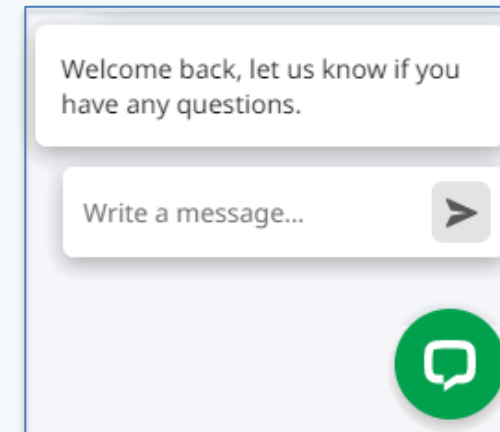 Welcome back, let us know if you
have any questions.
Write a message...